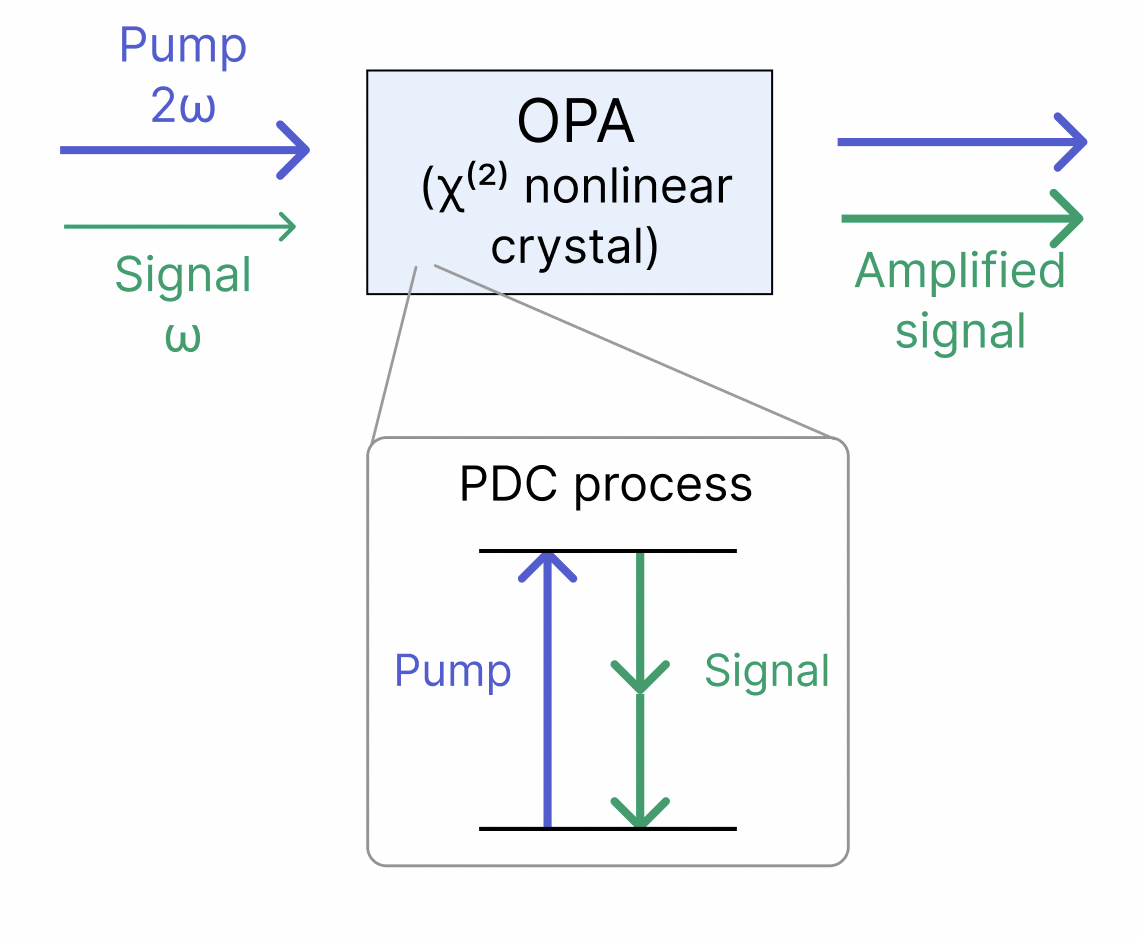 Pump
2ω
Signal
ω
OPA
(χ⁽²⁾ nonlinear
crystal)
Amplified
signal
PDC process
Pump
Signal